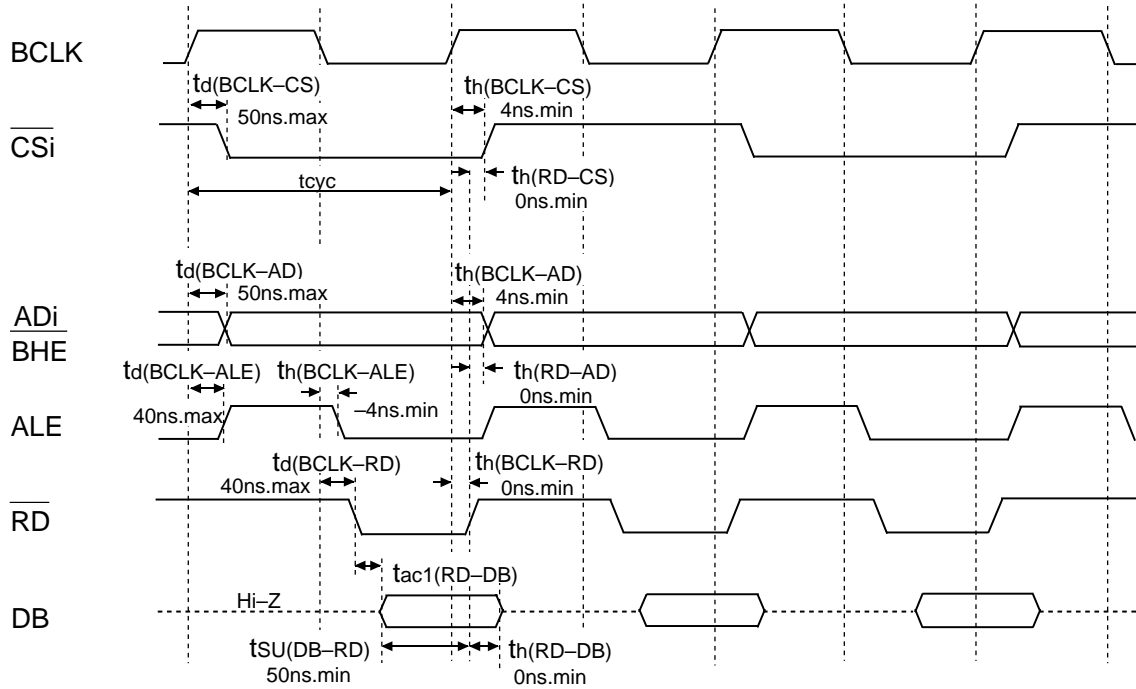 BCLK
td(BCLK–CS)
50ns.max
th(BCLK–CS)
4ns.min
CSi
tcyc
th(RD–CS)
0ns.min
td(BCLK–AD)
50ns.max
th(BCLK–AD)
4ns.min
ADi
BHE
td(BCLK–ALE)
40ns.max
th(BCLK–ALE)
–4ns.min
th(RD–AD)
0ns.min
ALE
td(BCLK–RD)
40ns.max
th(BCLK–RD)
0ns.min
RD
tac1(RD–DB)
Hi–Z
DB
tSU(DB–RD)
50ns.min
th(RD–DB)
0ns.min